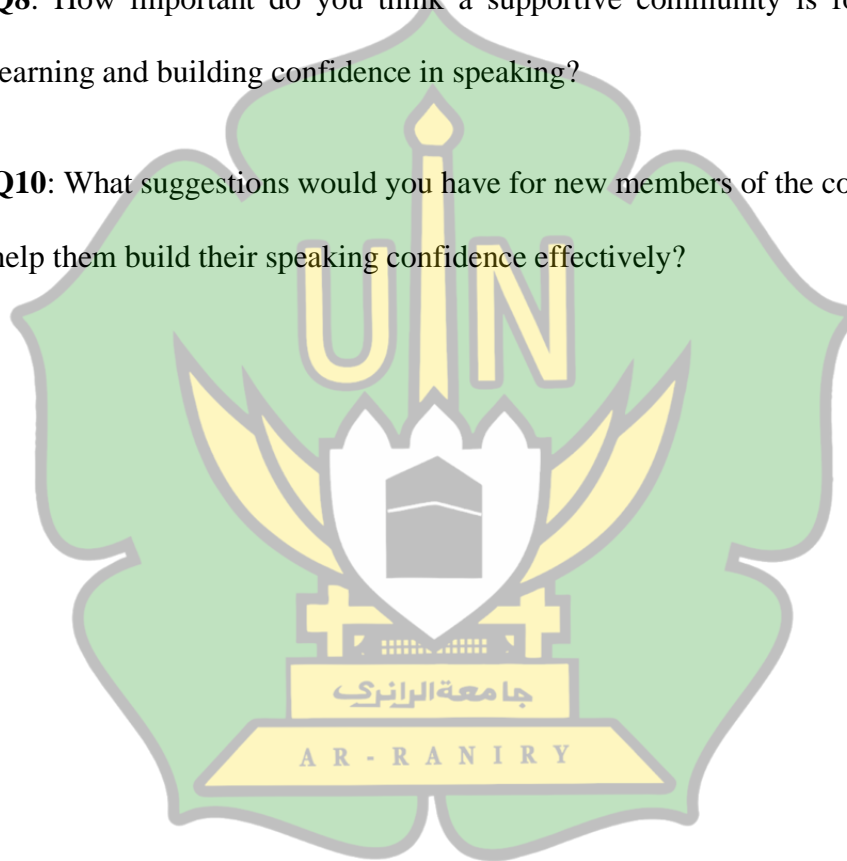 Q8: How important do you think a supportive community is fo
earning and building confidence in speaking?
Q10: What suggestions would you have for new members of the co
help them build their speaking confidence effectively?
UIN
جامعة الرانري
AR-RANIRY